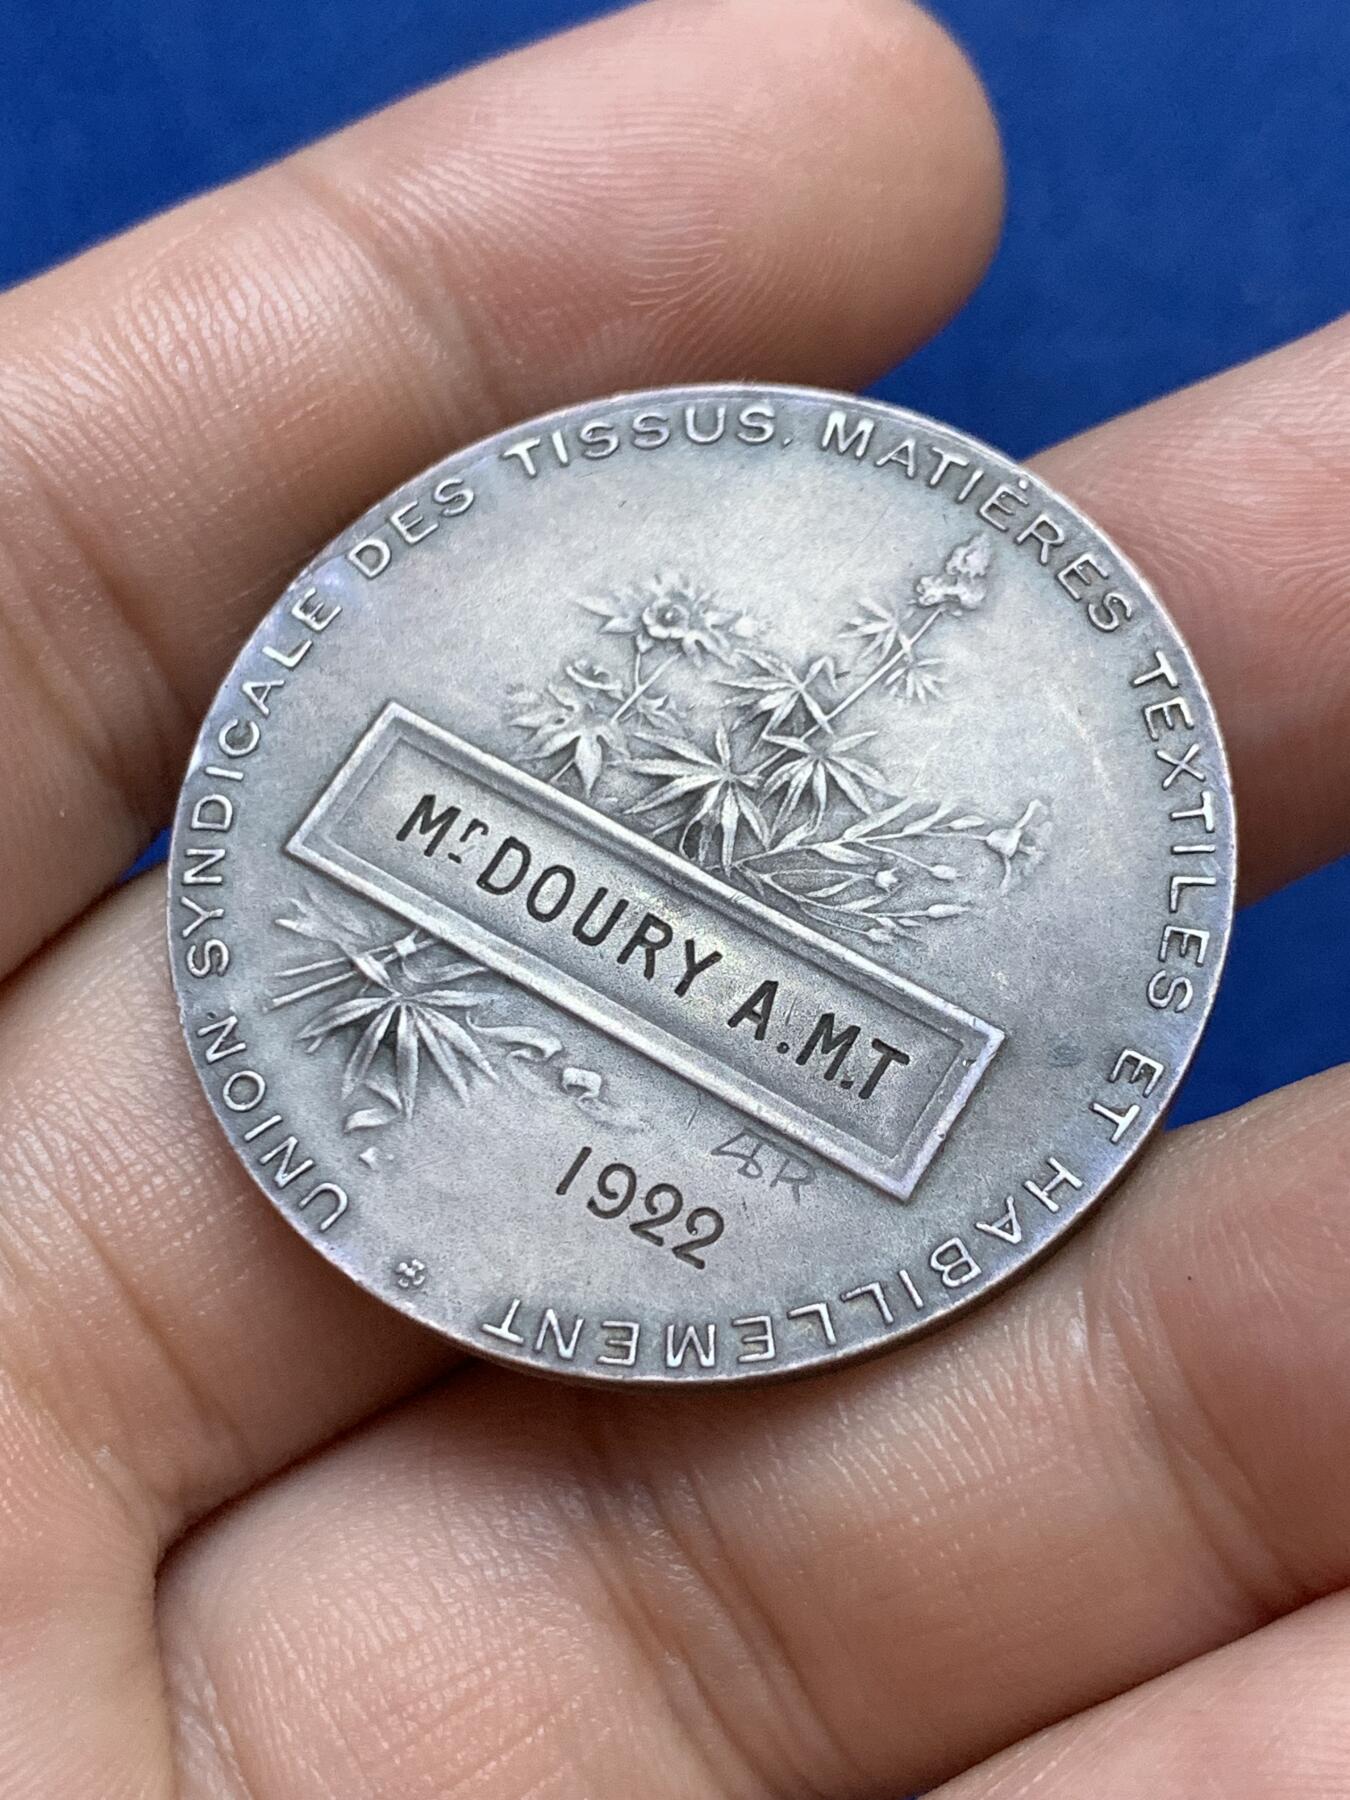 UNION SYNDICALE DES TISSUS. MATIÈRES TEXTILES ET HABILLEMENT
Mr DOURY A.M.T
1922